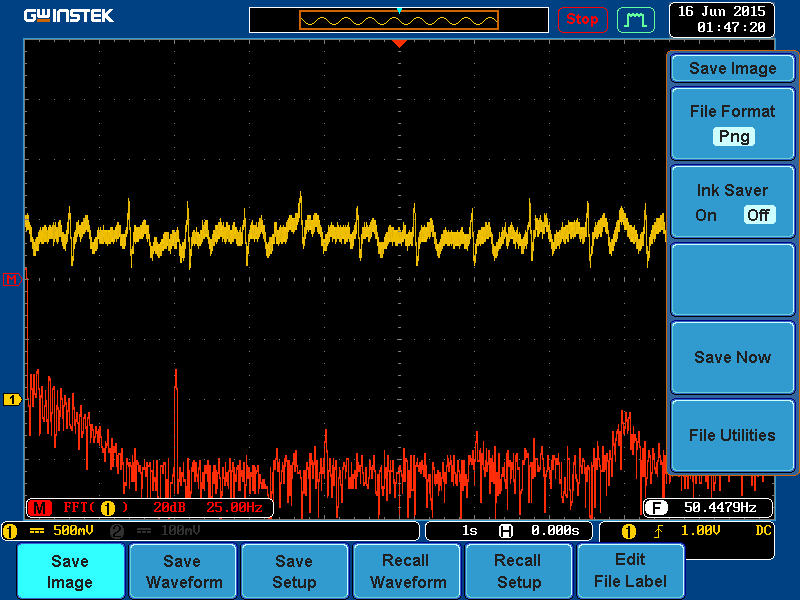 GWINSTEK
Stop
16 Jun 2015
01:47:20
Save Image
File Format
Png
Ink Saver
On Off
M
Save Now
1
File Utilities
M FFT( 1 ) 20dB 25.00Hz
F 50.4479Hz
1 500mV 2 100mV
1s H 0.000s
1 1.00V DC
Save
Image
Save
Waveform
Save
Setup
Recall
Waveform
Recall
Setup
Edit
File Label